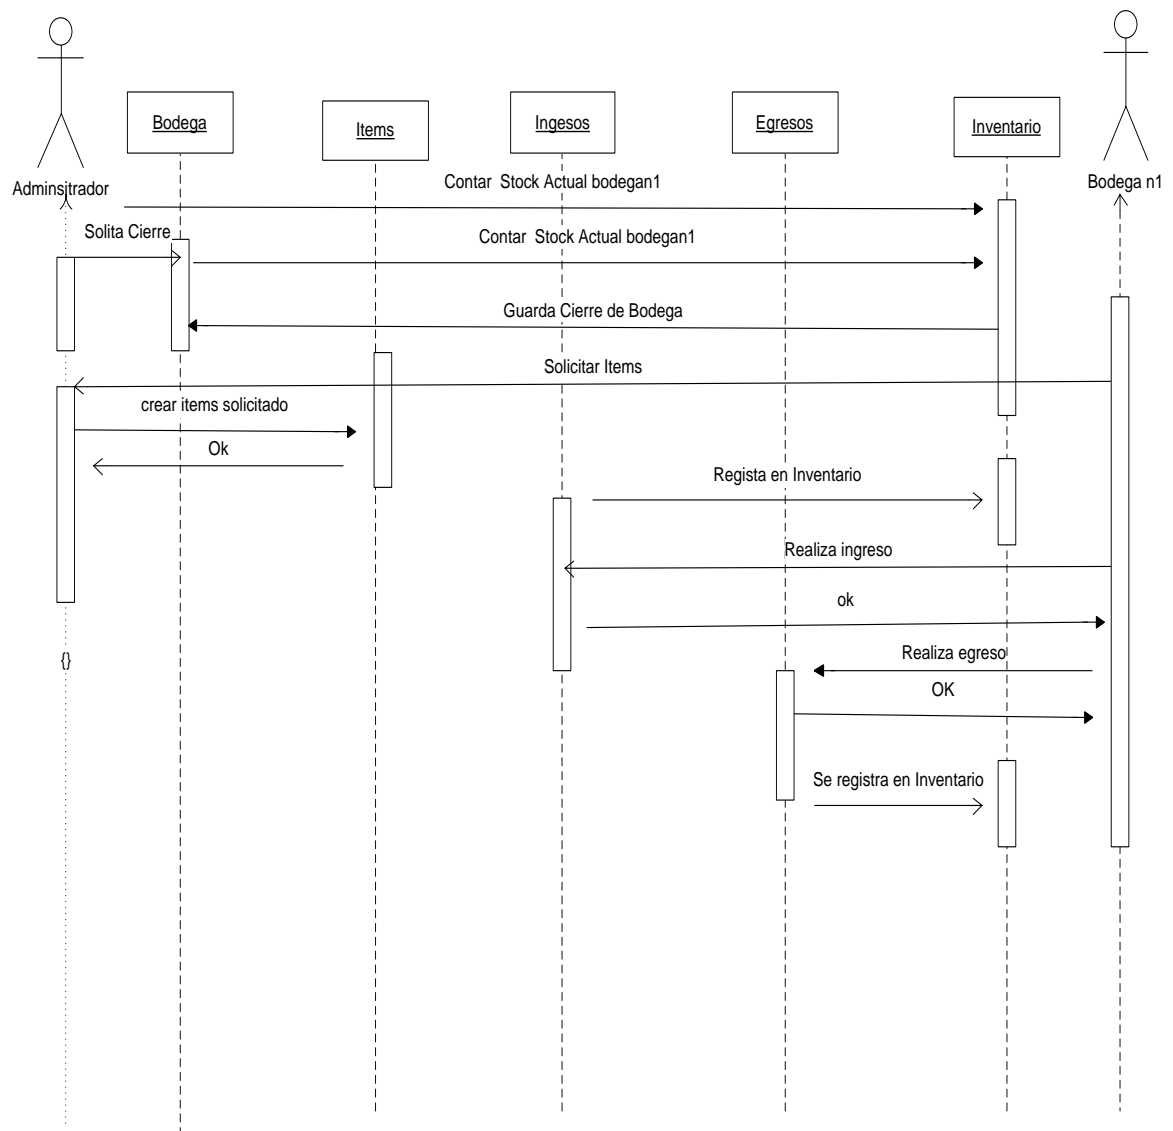 Bodega
Items
Ingesos
Egresos
Inventario
Adminsitrador
Bodega n1
Contar Stock Actual bodegan1
Solita Cierre
Contar Stock Actual bodegan1
Guarda Cierre de Bodega
Solicitar Items
crear items solicitado
Ok
Regista en Inventario
Realiza ingreso
ok
{}
Realiza egreso
OK
Se registra en Inventario